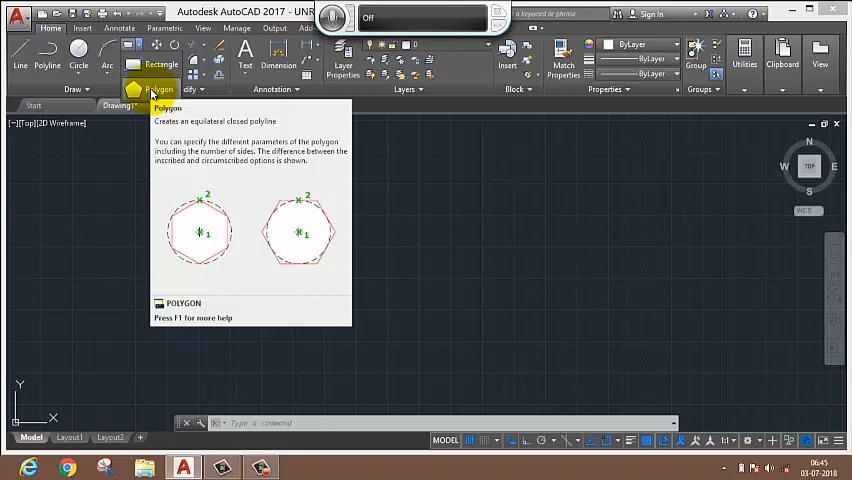 Autodesk AutoCAD 2017 - UNR
Off
a keyword or phrase
Sign In
Home Insert Annotate Parametric View Manage Output
Line Polyline Circle Arc
Rectangle
Polygon
Text Dimension
Layer Properties
0
Insert
Match Properties
ByLayer
ByLayer
ByLayer
Group
Utilities
Clipboard
View
Draw
dify
Annotation
Layers
Block
Properties
Groups
Start Drawing1*
[−][Top][2D Wireframe]
Polygon
Creates an equilateral closed polyline
You can specify the different parameters of the polygon
including the number of sides. The difference between the
inscribed and circumscribed options is shown.
2 2
1 1
POLYGON
Press F1 for more help
N
W TOP E
S
WCS
Y
X
Type a command
Model Layout1 Layout2 +
MODEL
1:1
06:45
03-07-2018